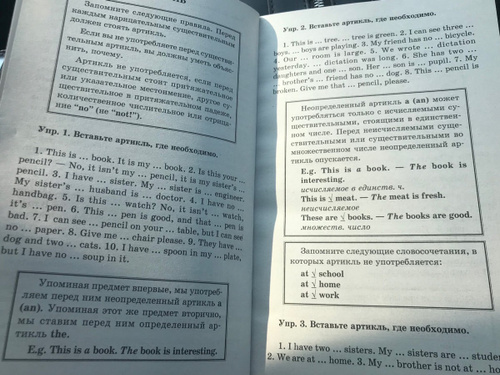 Запомните следующие правила. Перед
каждым нарицательным существительным
должен стоять артикль.
Если вы не употребляете перед существи-
тельным артикль, вы должны уметь объяс-
нить, почему.
Артикль не употребляется, если перед
существительным стоит притяжательное
или указательное местоимение, другое су-
ществительное в притяжательном падеже,
количественное числительное или отрица-
ние "no" (не "not!").
Упр. 1. Вставьте артикль, где необходимо.
1. This is ... book. It is my ... book. 2. Is this your ...
pencil? — No, it isn't my ... pencil, it is my sister's ...
pencil. 3. I have ... sister. My ... sister is ... engineer.
My sister's ... husband is ... doctor. 4. I have no ...
handbag. 5. Is this ... watch? No, it isn't ... watch,
it's ... pen. 6. This ... pen is good, and that ... pen is
bad. 7. I can see ... pencil on your ... table, but I can see
no ... paper. 8. Give me ... chair please. 9. They have ...
dog and two ... cats. 10. I have ... spoon in my ... plate,
but I have no ... soup in it.
Упоминая предмет впервые, мы употреб-
ляем перед ним неопределенный артикль a
(an). Упоминая этот же предмет вторично,
мы ставим перед ним определенный ар-
тикль the.
E.g. This is a book. The book is interesting.
Упр. 2. Вставьте артикль, где необходимо.
1. This is ... tree. ... tree is green. 2. I can see three ...
boys. ... boys are playing. 3. My friend has no ... bicycle.
4. Our ... room is large. 5. We wrote ... dictation
yesterday. ... dictation was long. 6. She has two ...
daughters and one ... son. Her ... son is ... pupil. 7. My
... brother's ... friend has no ... dog. 8. This ... pencil is
broken. Give me that ... pencil, please.
Неопределенный артикль a (an) может
употребляться только с исчисляемыми су-
ществительными, стоящими в единствен-
ном числе. Перед неисчисляемыми суще-
ствительными или существительными во
множественном числе неопределенный ар-
тикль опускается.
E.g. This is a book. — The book is
interesting.
исчисляемое в единств. ч.
This is √ meat. — The meat is fresh.
неисчисляемое
These are √ books. — The books are good.
множеств. число
Запомните следующие словосочетания, в
которых артикль не употребляется:
at √ school
at √ home
at √ work
Упр. 3. Вставьте артикль, где необходимо.
1. I have two ... sisters. My ... sisters are ...
2. We are at ... home. 3. My ... brother is not at ...